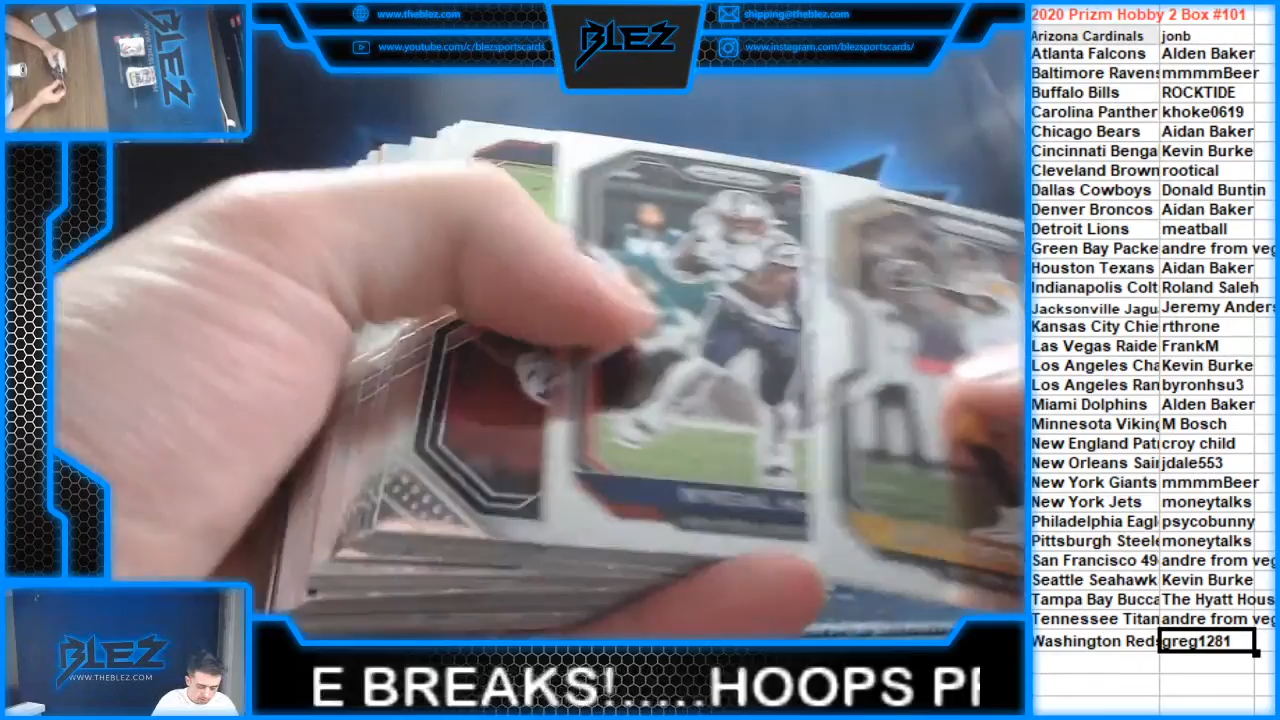 www.theblez.com
www.youtube.com/c/blezsportscards
BLEZ
shipping@theblez.com
www.instagram.com/blezsportscards/
BLEZ
BLEZ
WWW.THEBLEZ.COM
E BREAKS!.....HOOPS
2020 Prizm Hobby 2 Box #101
Arizona Cardinals jonb
Atlanta Falcons Alden Baker
Baltimore Ravens mmmmBeer
Buffalo Bills ROCKTIDE
Carolina Panther khoke0619
Chicago Bears Aidan Baker
Cincinnati Benga Kevin Burke
Cleveland Brown rootical
Dallas Cowboys Donald Buntin
Denver Broncos Aidan Baker
Detroit Lions meatball
Green Bay Packe andre from veg
Houston Texans Aidan Baker
Indianapolis Colt Roland Saleh
Jacksonville Jagu Jeremy Anders
Kansas City Chie rthrone
Las Vegas Raide FrankM
Los Angeles Cha Kevin Burke
Los Angeles Ran byronhsu3
Miami Dolphins Alden Baker
Minnesota Viking M Bosch
New England Pat croy child
New Orleans Sai jdale553
New York Giants mmmmBeer
New York Jets moneytalks
Philadelphia Eagl psycobunny
Pittsburgh Steele moneytalks
San Francisco 49 andre from veg
Seattle Seahawk Kevin Burke
Tampa Bay Bucca The Hyatt Hous
Tennessee Titan andre from veg
Washington Red greg1281